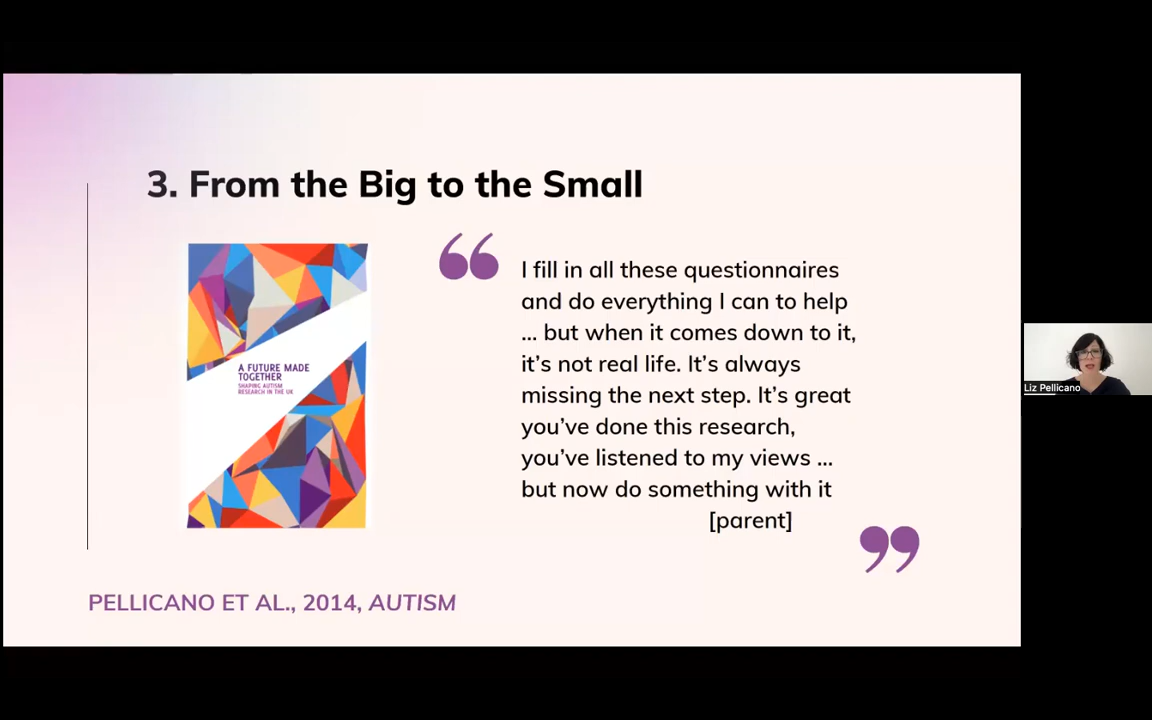 3. From the Big to the Small
A FUTURE MADE
TOGETHER
SHAPING AUTISM
RESEARCH IN THE UK
“
I fill in all these questionnaires
and do everything I can to help
... but when it comes down to it,
it’s not real life. It’s always
missing the next step. It’s great
you’ve done this research,
you’ve listened to my views ...
but now do something with it
[parent]
”
PELLICANO ET AL., 2014, AUTISM
Liz Pellicano